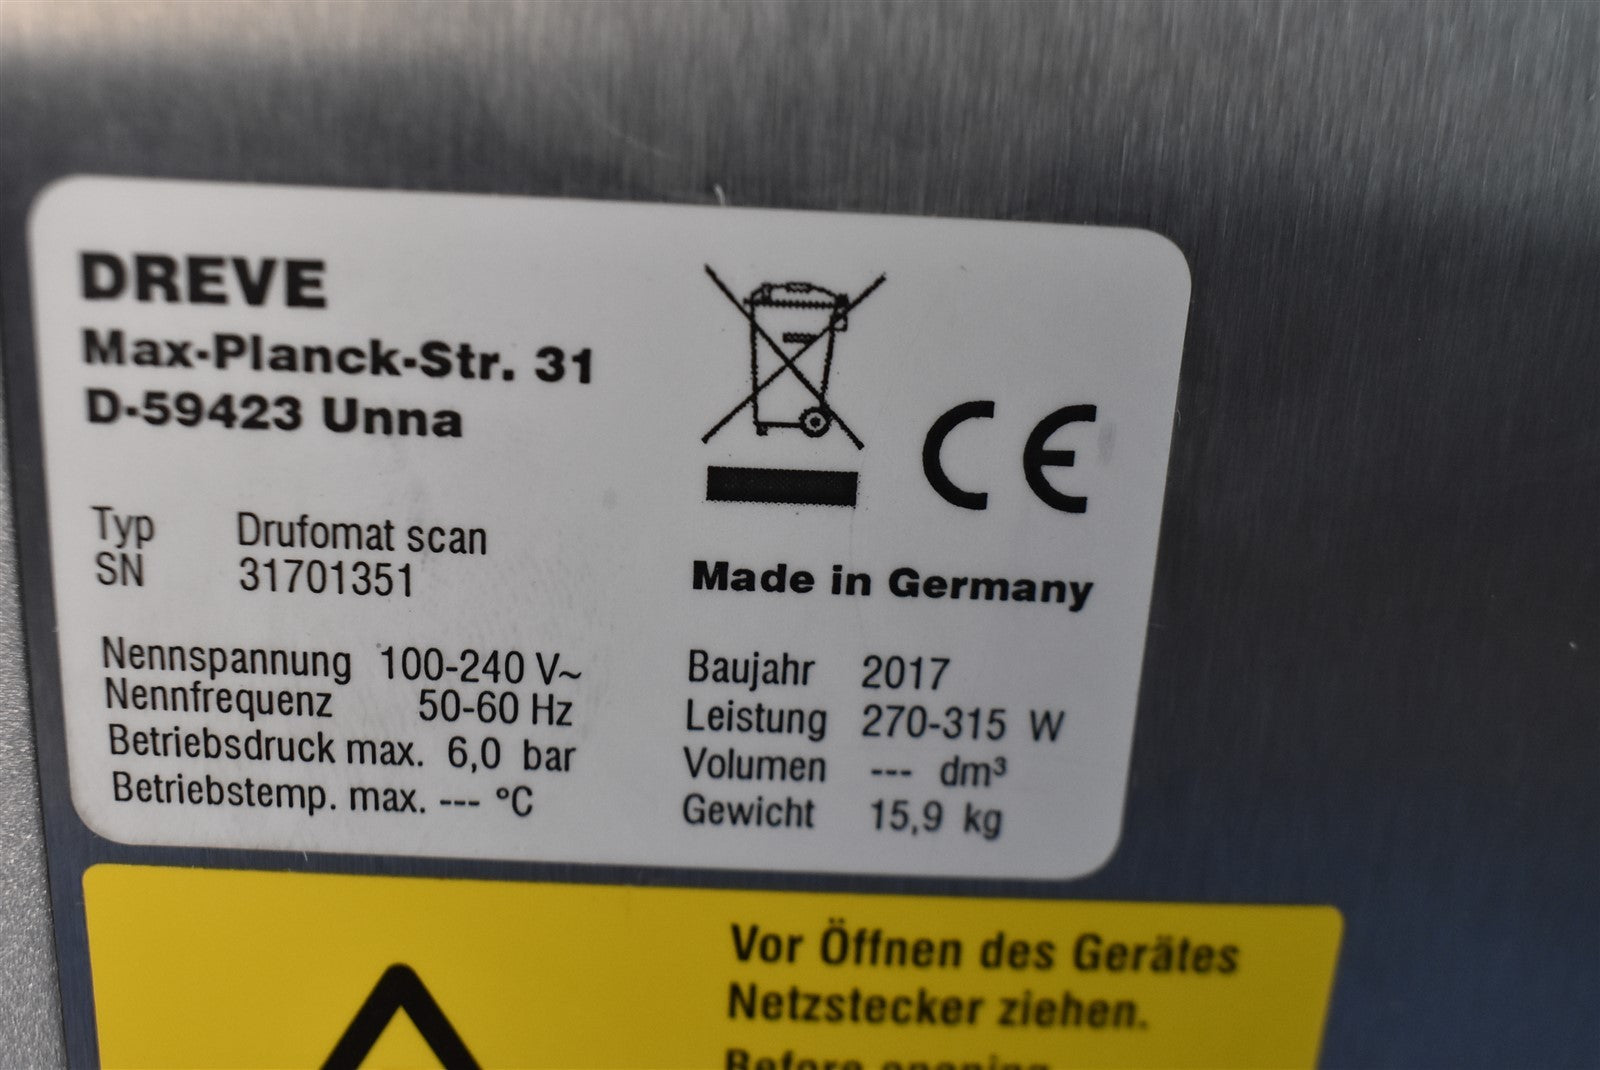 DREVE
Max-Planck-Str. 31
D-59423 Unna
CE
Typ Drufomat scan
SN 31701351
Made in Germany
Nennspannung 100-240 V~
Nennfrequenz 50-60 Hz
Betriebsdruck max. 6,0 bar
Betriebstemp. max. --- °C
Baujahr 2017
Leistung 270-315 W
Volumen --- dm³
Gewicht 15,9 kg
Vor Öffnen des Gerätes
Netzstecker ziehen.
Before opening